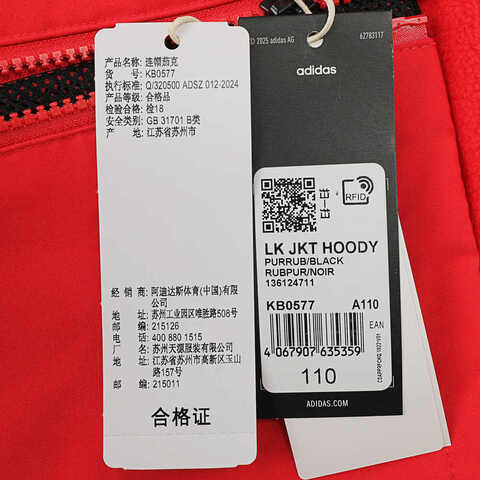 产品名称: 连帽茄克
货 号: KB0577
执行标准: Q/320500 ADSZ 012-2024
产品等级: 合格品
检验合格: 检18
安全类别: GB 31701 B类
产 地: 江苏省苏州市
经 销 商: 阿迪达斯体育(中国)有限公司
地 址: 苏州工业园区唯胜路508号
邮 编: 215126
电 话: 400 880 1515
厂 名: 苏州天源服装有限公司
地 址: 江苏省苏州市高新区玉山路157号
邮 编: 215011
合格证
© 2025 adidas AG
62783117
adidas
扫一扫
RFID
LK JKT HOODY
PURRUB/BLACK
RUBPUR/NOIR
136124711
KB0577 A110
EAN
4 067907 635359
110
ADIDAS.COM